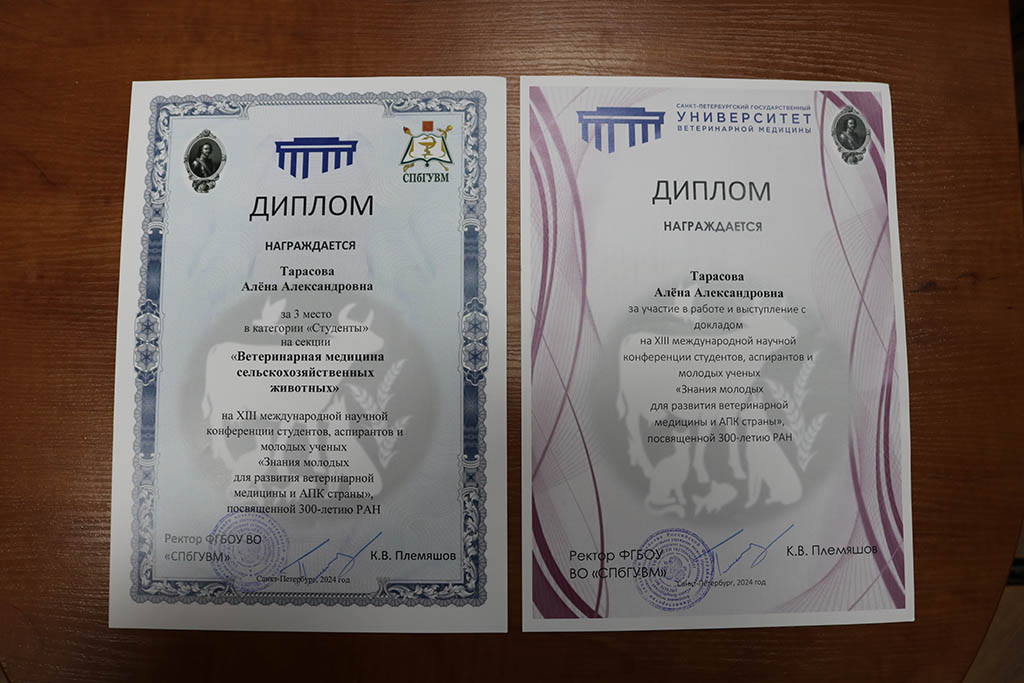 СПбГУВМ
ДИПЛОМ
НАГРАЖДАЕТСЯ
Тарасова
Алёна Александровна
за 3 место
в категории «Студенты»
на секции
«Ветеринарная медицина
сельскохозяйственных
животных»
на XIII международной научной
конференции студентов, аспирантов и
молодых ученых
«Знания молодых
для развития ветеринарной
медицины и АПК страны»,
посвященной 300-летию РАН
Ректор ФГБОУ ВО
«СПбГУВМ»
К.В. Племяшов
Санкт-Петербург, 2024 год
САНКТ-ПЕТЕРБУРГСКИЙ ГОСУДАРСТВЕННЫЙ
УНИВЕРСИТЕТ
ВЕТЕРИНАРНОЙ МЕДИЦИНЫ
ДИПЛОМ
НАГРАЖДАЕТСЯ
Тарасова
Алёна Александровна
за участие в работе и выступление с
докладом
на XIII международной научной
конференции студентов, аспирантов и
молодых ученых
«Знания молодых
для развития ветеринарной
медицины и АПК страны»,
посвященной 300-летию РАН
Ректор ФГБОУ
ВО «СПбГУВМ»
К.В. Племяшов
Санкт-Петербург, 2024 год